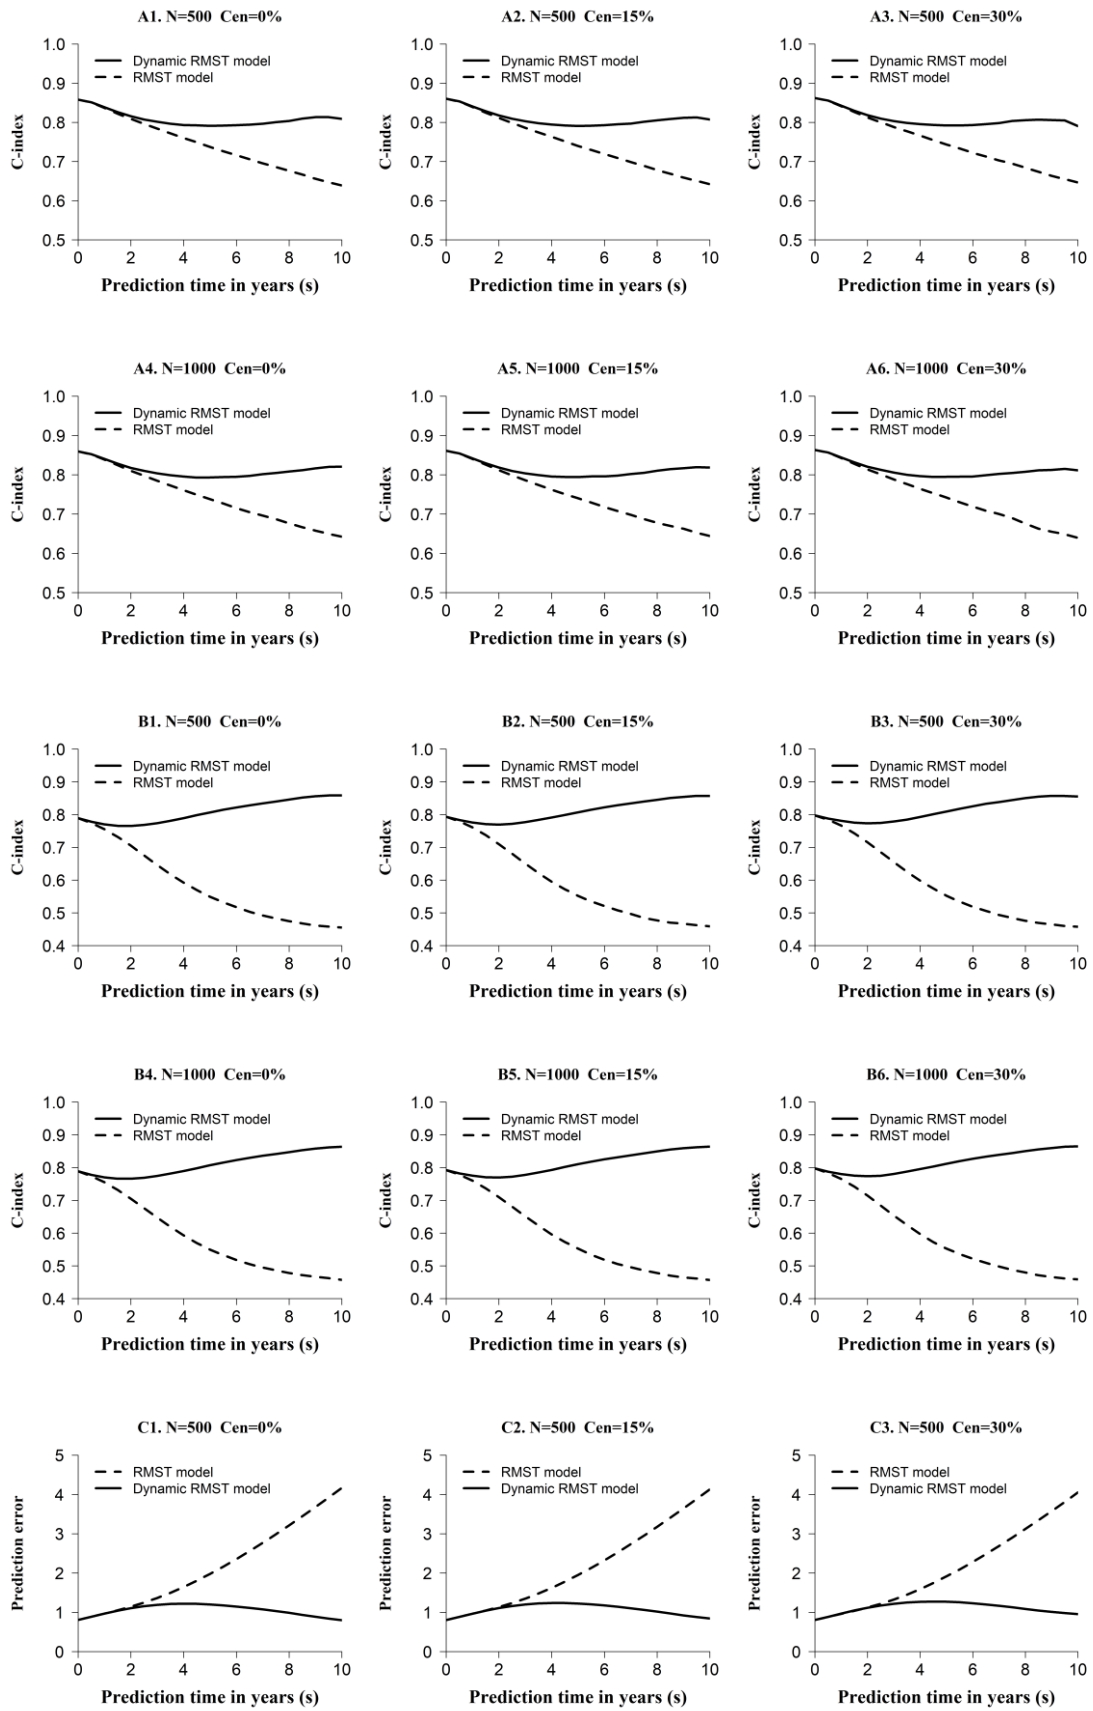 A1. N=500 Cen=0%
A2. N=500 Cen=15%
A3. N=500 Cen=30%
C-index
1.0
0.9
0.8
0.7
0.6
0.5
Dynamic RMST model
RMST model
0 2 4 6 8 10
Prediction time in years (s)
C-index
1.0
0.9
0.8
0.7
0.6
0.5
Dynamic RMST model
RMST model
0 2 4 6 8 10
Prediction time in years (s)
C-index
1.0
0.9
0.8
0.7
0.6
0.5
Dynamic RMST model
RMST model
0 2 4 6 8 10
Prediction time in years (s)
A4. N=1000 Cen=0%
A5. N=1000 Cen=15%
A6. N=1000 Cen=30%
C-index
1.0
0.9
0.8
0.7
0.6
0.5
Dynamic RMST model
RMST model
0 2 4 6 8 10
Prediction time in years (s)
C-index
1.0
0.9
0.8
0.7
0.6
0.5
Dynamic RMST model
RMST model
0 2 4 6 8 10
Prediction time in years (s)
C-index
1.0
0.9
0.8
0.7
0.6
0.5
Dynamic RMST model
RMST model
0 2 4 6 8 10
Prediction time in years (s)
B1. N=500 Cen=0%
B2. N=500 Cen=15%
B3. N=500 Cen=30%
C-index
1.0
0.9
0.8
0.7
0.6
0.5
0.4
Dynamic RMST model
RMST model
0 2 4 6 8 10
Prediction time in years (s)
C-index
1.0
0.9
0.8
0.7
0.6
0.5
0.4
Dynamic RMST model
RMST model
0 2 4 6 8 10
Prediction time in years (s)
C-index
1.0
0.9
0.8
0.7
0.6
0.5
0.4
Dynamic RMST model
RMST model
0 2 4 6 8 10
Prediction time in years (s)
B4. N=1000 Cen=0%
B5. N=1000 Cen=15%
B6. N=1000 Cen=30%
C-index
1.0
0.9
0.8
0.7
0.6
0.5
0.4
Dynamic RMST model
RMST model
0 2 4 6 8 10
Prediction time in years (s)
C-index
1.0
0.9
0.8
0.7
0.6
0.5
0.4
Dynamic RMST model
RMST model
0 2 4 6 8 10
Prediction time in years (s)
C-index
1.0
0.9
0.8
0.7
0.6
0.5
0.4
Dynamic RMST model
RMST model
0 2 4 6 8 10
Prediction time in years (s)
C1. N=500 Cen=0%
C2. N=500 Cen=15%
C3. N=500 Cen=30%
Prediction error
5
4
3
2
1
0
RMST model
Dynamic RMST model
0 2 4 6 8 10
Prediction time in years (s)
Prediction error
5
4
3
2
1
0
RMST model
Dynamic RMST model
0 2 4 6 8 10
Prediction time in years (s)
Prediction error
5
4
3
2
1
0
RMST model
Dynamic RMST model
0 2 4 6 8 10
Prediction time in years (s)